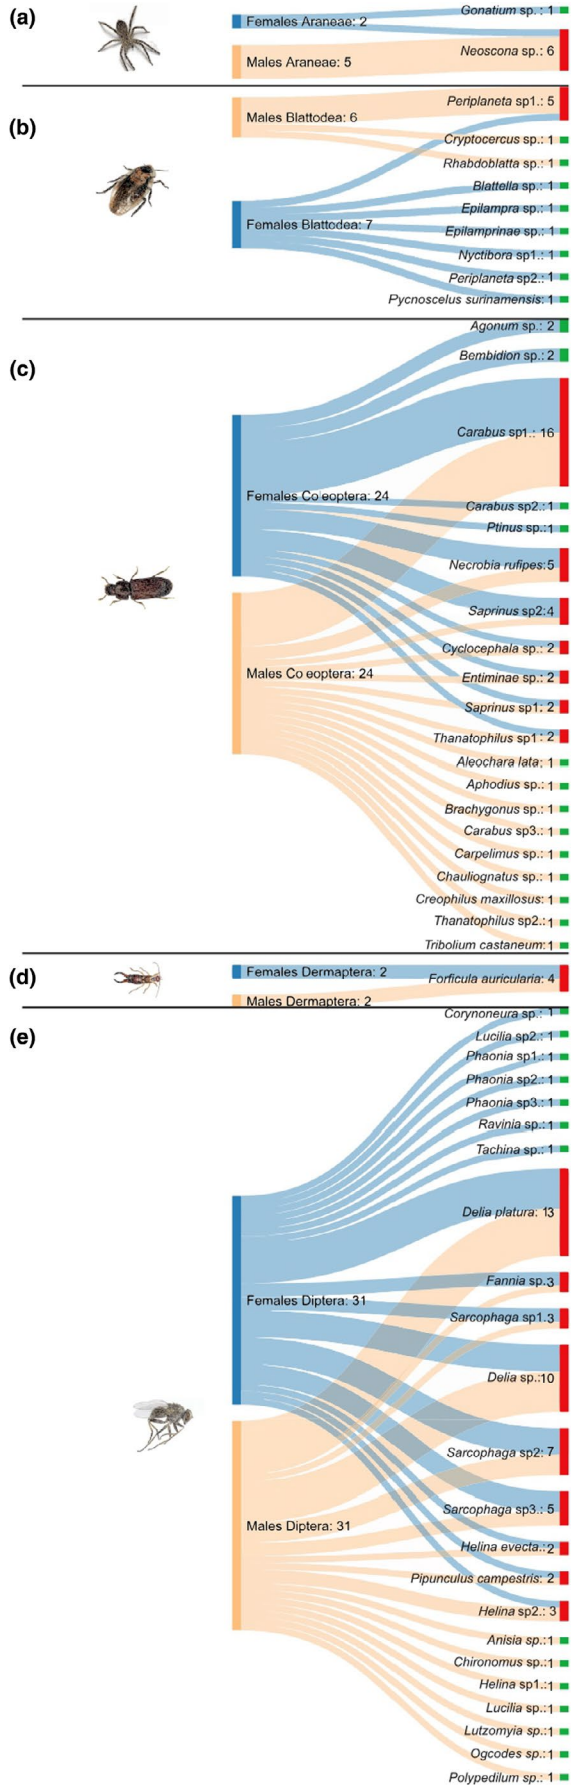 (a)
Gonatium sp.: 1
Females Araneae: 2
Neoscona sp.: 6
Males Araneae: 5
(b)
Periplaneta sp1.: 5
Males Blattodea: 6
Cryptocercus sp.: 1
Rhabdoblatta sp.: 1
Blattella sp.: 1
Epilampra sp.: 1
Females Blattodea: 7
Epilamprinae sp.: 1
Nyctibora sp1.: 1
Periplaneta sp2.: 1
Pycnoscelus surinamensis: 1
(c)
Agonum sp.: 2
Bembidion sp.: 2
Carabus sp1.: 16
Females Co eoptera: 24
Carabus sp2.: 1
Ptinus sp.: 1
Necrobia rufipes: 5
Saprinus sp2: 4
Cyclocephala sp.: 2
Males Co eoptera: 24
Entiminae sp.: 2
Saprinus sp1: 2
Thanatophilus sp1: 2
Aleochara lata: 1
Aphodius sp.: 1
Brachygonus sp.: 1
Carabus sp3.: 1
Carpelimus sp.: 1
Chauliognatus sp.: 1
Creophilus maxillosus: 1
Thanatophilus sp2.: 1
Tribolium castaneum: 1
(d)
Females Dermaptera: 2
Forficula auricularia: 4
Males Dermaptera: 2
(e)
Corynoneura sp.: 1
Lucilia sp2.: 1
Phaonia sp1.: 1
Phaonia sp2.: 1
Phaonia sp3.: 1
Ravinia sp.: 1
Tachina sp.: 1
Delia platura: 13
Fannia sp.3
Females Diptera: 31
Sarcophaga sp1.3
Delia sp.:10
Sarcophaga sp2: 7
Sarcophaga sp3.: 5
Males Diptera: 31
Helina evecta.: 2
Pipunculus campestris: 2
Helina sp2.: 3
Anisia sp.:1
Chironomus sp.:1
Helina sp1.:1
Lucilia sp.:1
Lutzomyia sp.:1
Ogcodes sp.:1
Polypedilum sp.: 1